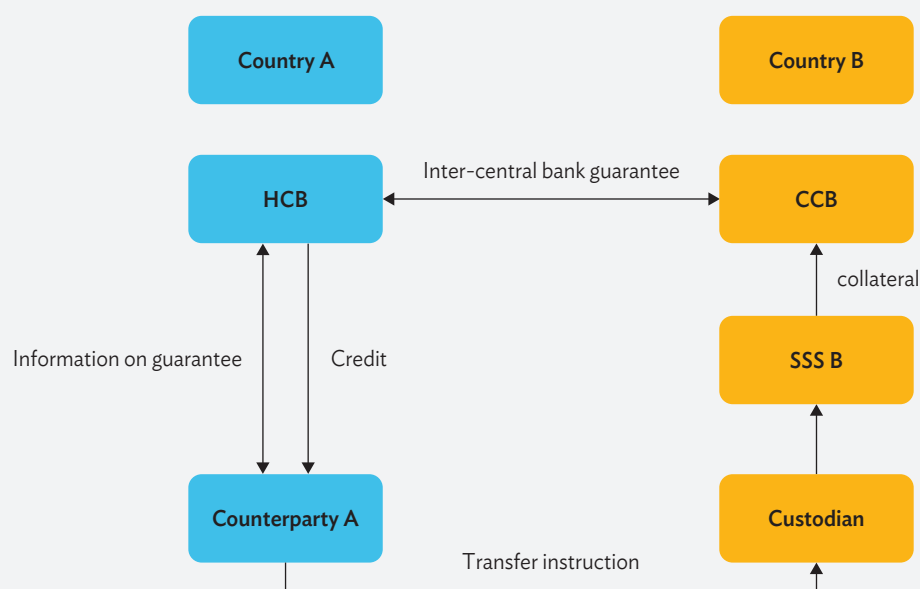 Country A
Country B
Inter-central bank guarantee
HCB
CCB
collateral
Information on guarantee
Credit
SSS B
Counterparty A
Custodian
Transfer instruction